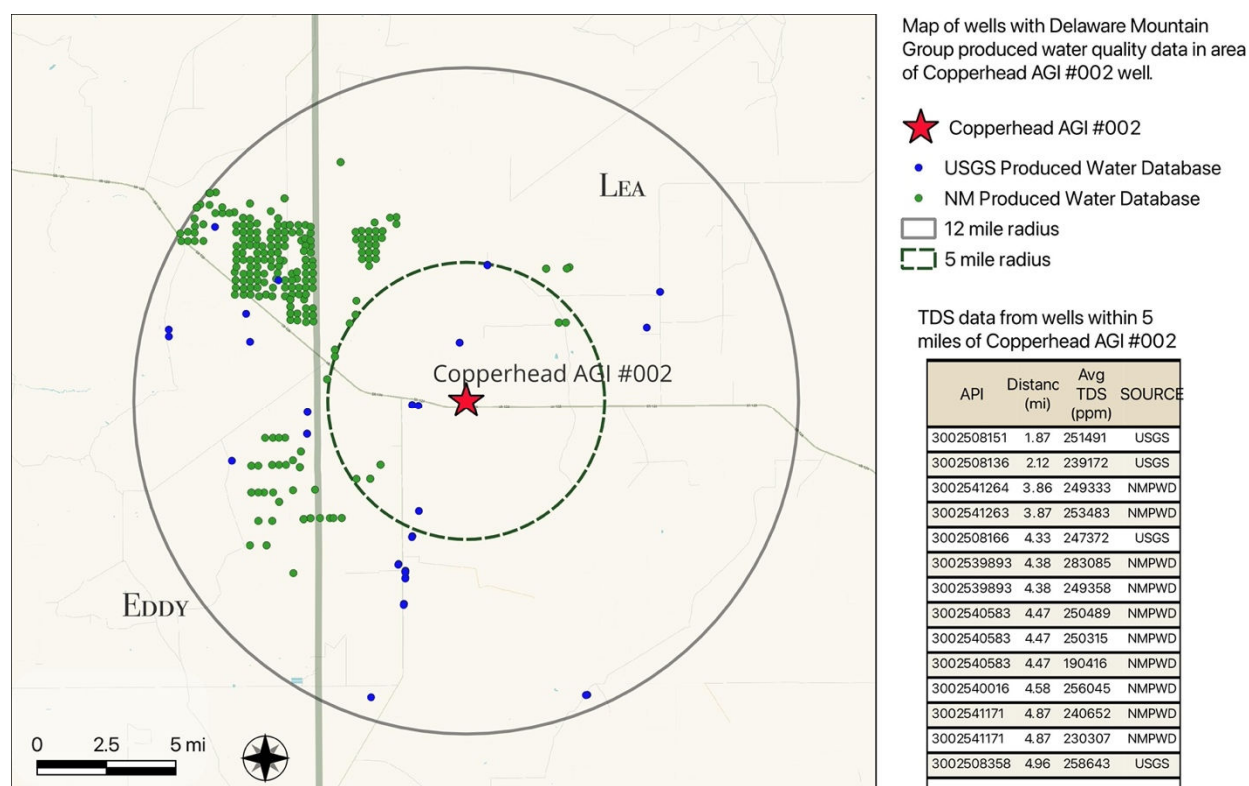 Map of wells with Delaware Mountain
Group produced water quality data in area
of Copperhead AGI #002 well.
Copperhead AGI #002
USGS Produced Water Database
NM Produced Water Database
12 mile radius
5 mile radius
LEA
Copperhead AGI #002
EDDY
0 2.5 5 mi
TDS data from wells within 5
miles of Copperhead AGI #002
API Distanc (mi) Avg TDS (ppm) SOURCE
3002508151 1.87 251491 USGS
3002508136 2.12 239172 USGS
3002541264 3.86 249333 NMPWD
3002541263 3.87 253483 NMPWD
3002508166 4.33 247372 USGS
3002539893 4.38 283085 NMPWD
3002539893 4.38 249358 NMPWD
3002540583 4.47 250489 NMPWD
3002540583 4.47 250315 NMPWD
3002540583 4.47 190416 NMPWD
3002540016 4.58 256045 NMPWD
3002541171 4.87 240652 NMPWD
3002541171 4.87 230307 NMPWD
3002508358 4.96 258643 USGS